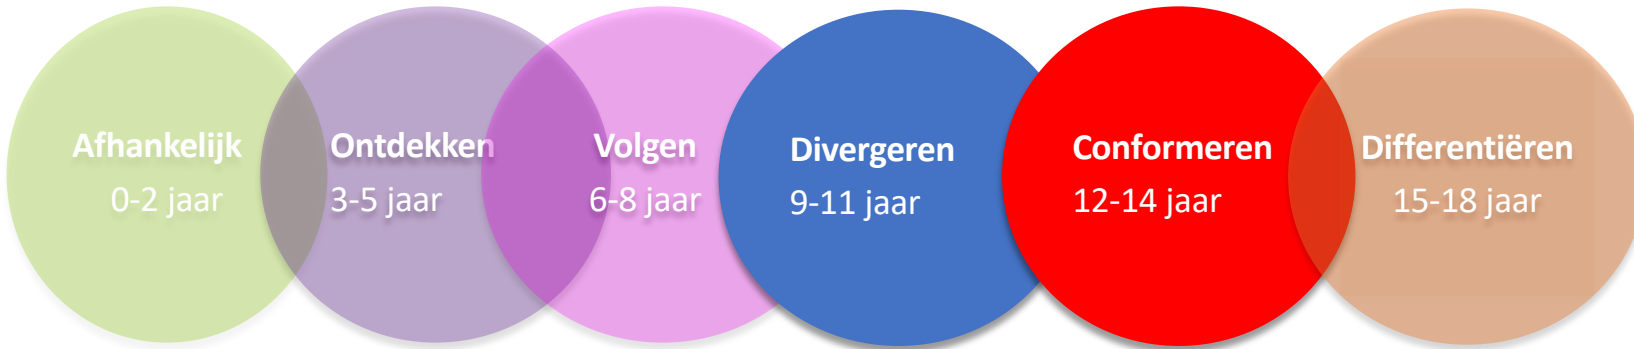 Afhankelijk
0-2 jaar
Ontdekken
3-5 jaar
Volgen
6-8 jaar
Divergeren
9-11 jaar
Conformeren
12-14 jaar
Differentiëren
15-18 jaar